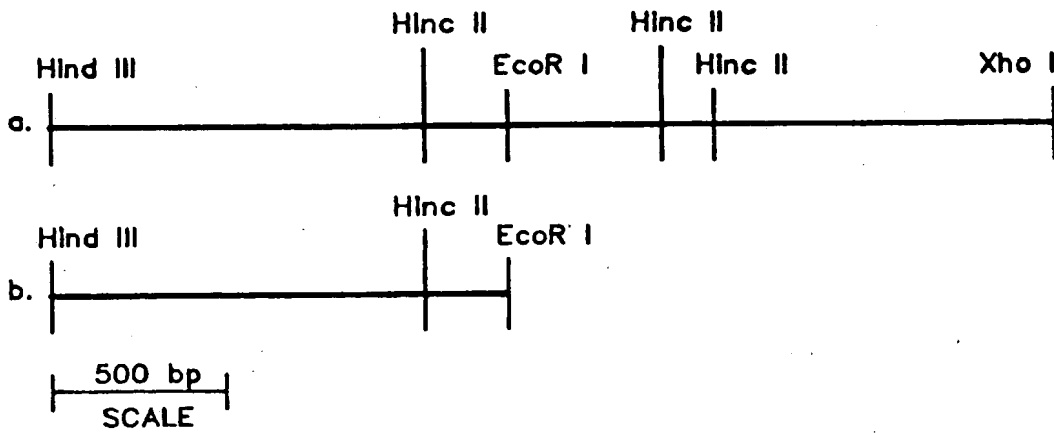 Hinc II Hinc II
Hind III EcoR I Hinc II Xho I
a.
Hinc II
Hind III EcoR I
b.
500 bp
SCALE